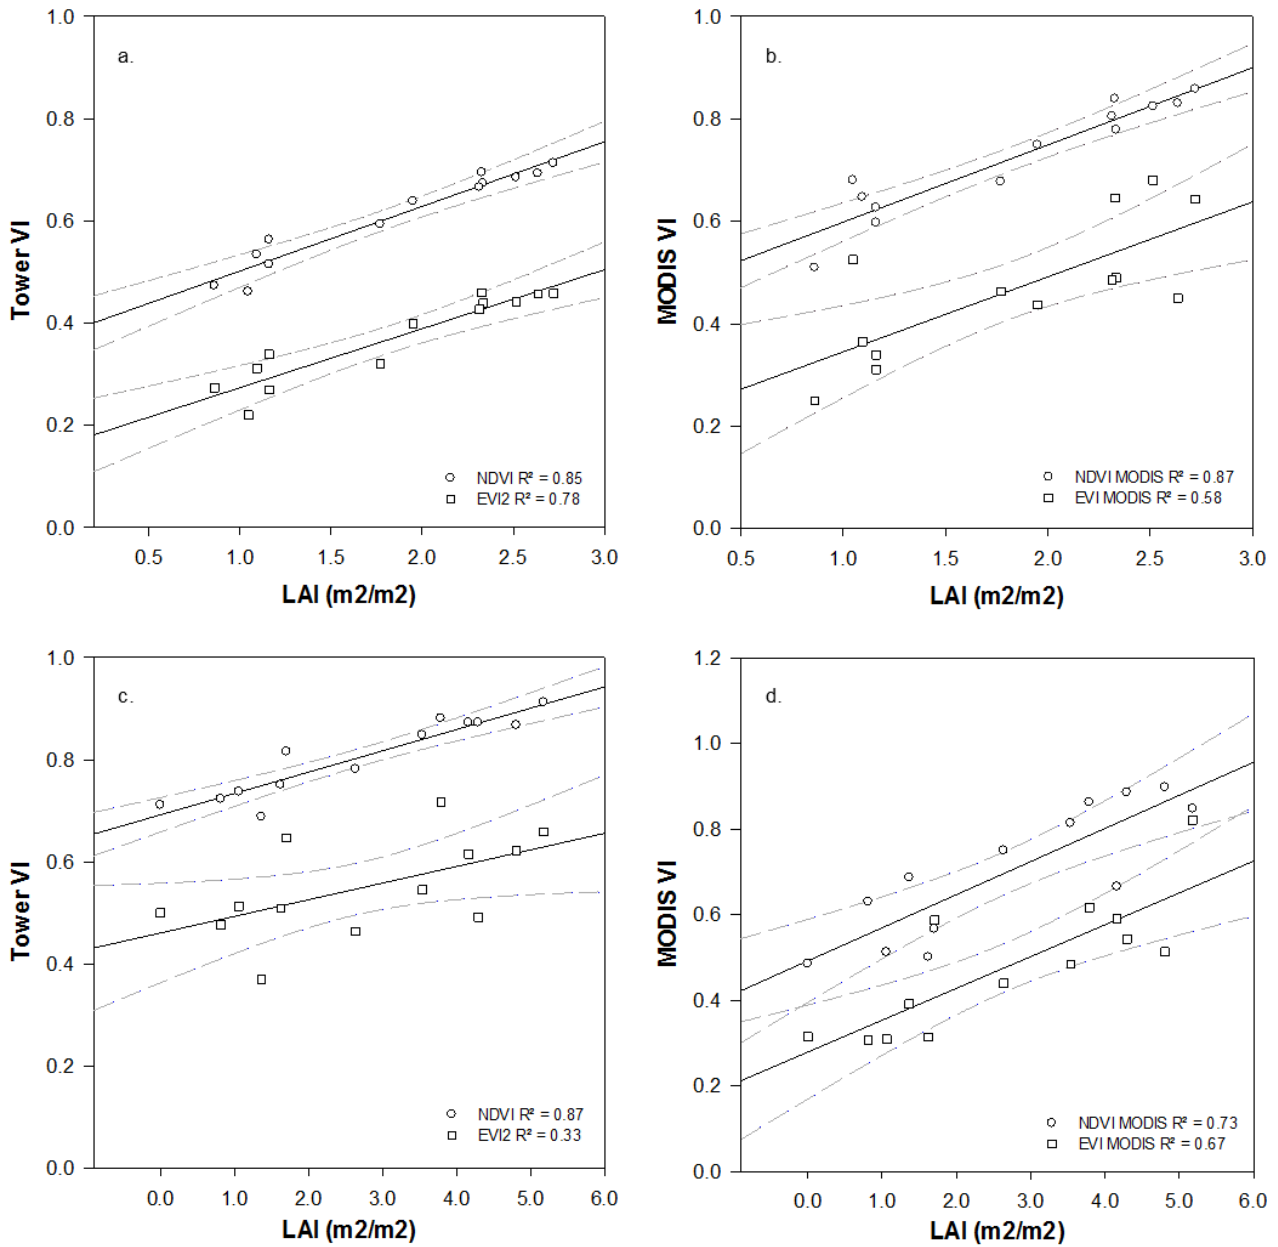 1.0
a.
0.8
0.6
Tower VI
0.4
0.2
NDVI R² = 0.85
EVI2 R² = 0.78
0.0
0.5 1.0 1.5 2.0 2.5 3.0
LAI (m2/m2)
1.0
b.
0.8
0.6
MODIS VI
0.4
0.2
NDVI MODIS R² = 0.87
EVI MODIS R² = 0.58
0.0
0.5 1.0 1.5 2.0 2.5 3.0
LAI (m2/m2)
1.0
c.
0.8
0.6
Tower VI
0.4
0.2
NDVI R² = 0.87
EVI2 R² = 0.33
0.0
0.0 1.0 2.0 3.0 4.0 5.0 6.0
LAI (m2/m2)
1.2
d.
1.0
0.8
0.6
MODIS VI
0.4
0.2
NDVI MODIS R² = 0.73
EVI MODIS R² = 0.67
0.0
0.0 1.0 2.0 3.0 4.0 5.0 6.0
LAI (m2/m2)